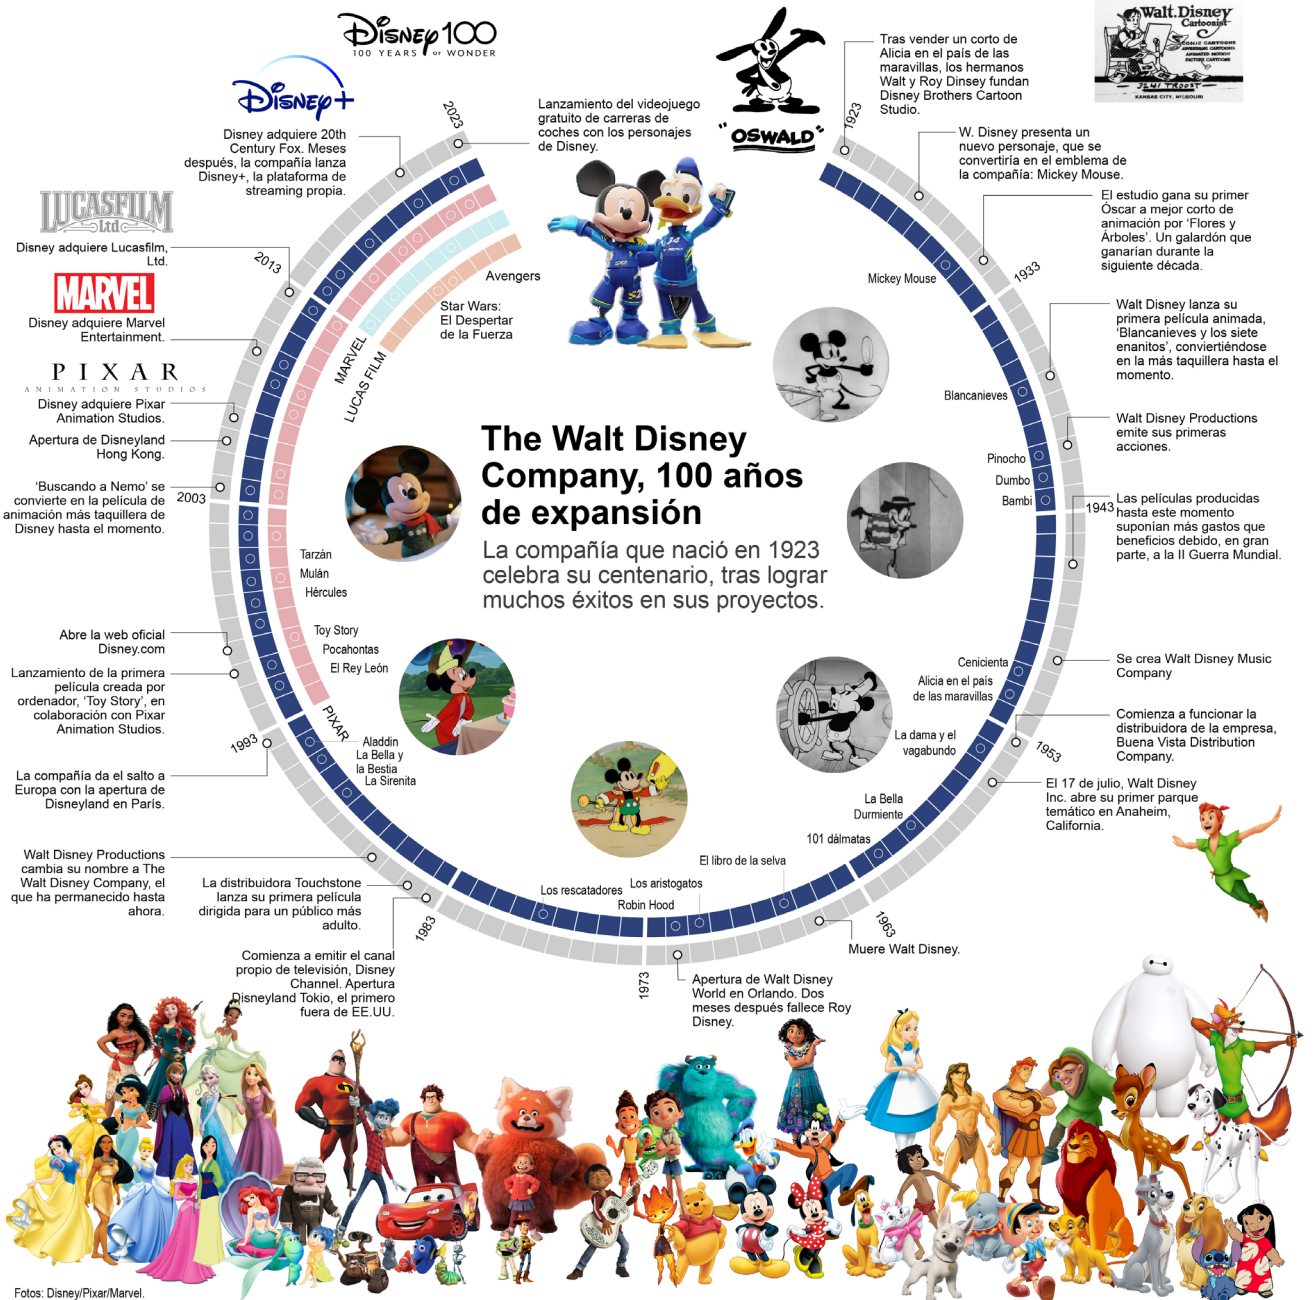 Disney 100
100 YEARS OF WONDER
Disney+
"OSWALD"
Walt. Disney
Cartoonist
COMIC CARTOONS
ADVERTISING CARTOONS
ANIMATED MOTION
PICTURE CARTOONS
3241 TROOST
KANSAS CITY, MISSOURI
The Walt Disney
Company, 100 años
de expansión
La compañía que nació en 1923
celebra su centenario, tras lograr
muchos éxitos en sus proyectos.
1923
Tras vender un corto de
Alicia en el país de las
maravillas, los hermanos
Walt y Roy Dinsey fundan
Disney Brothers Cartoon
Studio.
W. Disney presenta un
nuevo personaje, que se
convertiría en el emblema de
la compañía: Mickey Mouse.
El estudio gana su primer
Óscar a mejor corto de
animación por ‘Flores y
Árboles’. Un galardón que
ganarían durante la
siguiente década.
1933
Walt Disney lanza su
primera película animada,
‘Blancanieves y los siete
enanitos’, conviertiéndose
en la más taquillera hasta el
momento.
Walt Disney Productions
emite sus primeras
acciones.
1943
Las películas producidas
hasta este momento
suponían más gastos que
beneficios debido, en gran
parte, a la II Guerra Mundial.
Se crea Walt Disney Music
Company
Comienza a funcionar la
distribuidora de la empresa,
Buena Vista Distribution
Company.
1953
El 17 de julio, Walt Disney
Inc. abre su primer parque
temático en Anaheim,
California.
1963
Muere Walt Disney.
Apertura de Walt Disney
World en Orlando. Dos
meses después fallece Roy
Disney.
1973
1983
Comienza a emitir el canal
propio de televisión, Disney
Channel. Apertura
Disneyland Tokio, el primero
fuera de EE.UU.
La distribuidora Touchstone
lanza su primera película
dirigida para un público más
adulto.
Walt Disney Productions
cambia su nombre a The
Walt Disney Company, el
que ha permanecido hasta
ahora.
La compañía da el salto a
Europa con la apertura de
Disneyland en París.
1993
Lanzamiento de la primera
película creada por
ordenador, ‘Toy Story’, en
colaboración con Pixar
Animation Studios.
Abre la web oficial
Disney.com
2003
‘Buscando a Nemo’ se
convierte en la película de
animación más taquillera de
Disney hasta el momento.
Apertura de Disneyland
Hong Kong.
Disney adquiere Pixar
Animation Studios.
PIXAR
ANIMATION STUDIOS
Disney adquiere Marvel
Entertainment.
MARVEL
2013
Disney adquiere Lucasfilm,
Ltd.
LUCASFILM
Ltd
Disney adquiere 20th
Century Fox. Meses
después, la compañía lanza
Disney+, la plataforma de
streaming propia.
2023
Lanzamiento del videojuego
gratuito de carreras de
coches con los personajes
de Disney.
Mickey Mouse
Blancanieves
Pinocho
Dumbo
Bambi
Cenicienta
Alicia en el país
de las maravillas
La dama y el
vagabundo
La Bella
Durmiente
101 dálmatas
El libro de la selva
Los aristogatos
Robin Hood
Los rescatadores
La Sirenita
La Bella y
la Bestia
Aladdin
PIXAR
El Rey León
Pocahontas
Toy Story
Hércules
Mulán
Tarzán
MARVEL
LUCAS FILM
Star Wars:
El Despertar
de la Fuerza
Avengers
Fotos: Disney/Pixar/Marvel.